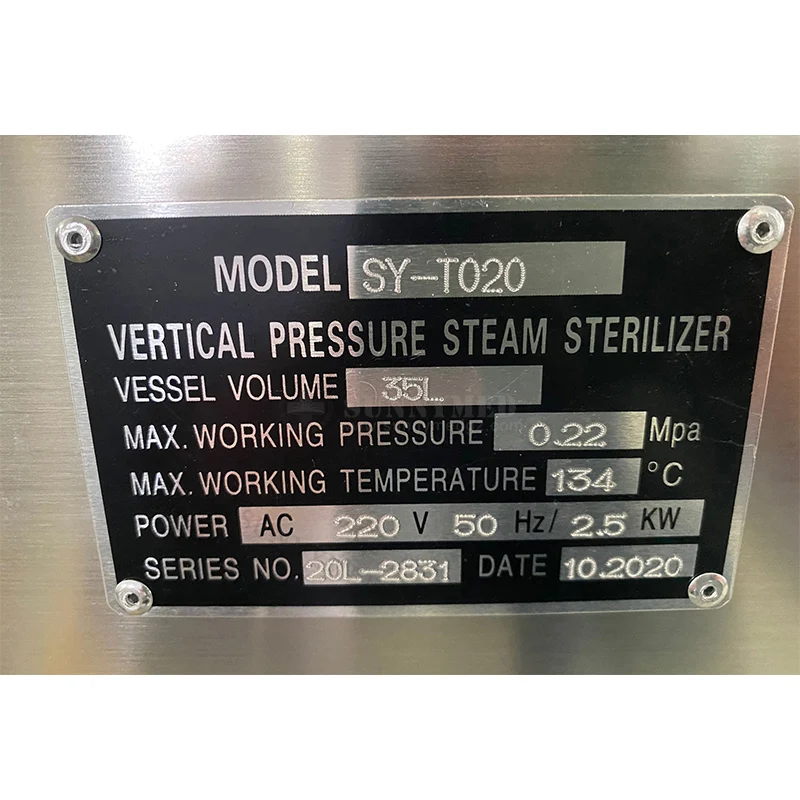 MODEL SY-T020
VERTICAL PRESSURE STEAM STERILIZER
VESSEL VOLUME 35L
SUNNYMED
MAX. WORKING PRESSURE 0.22 Mpa
MAX. WORKING TEMPERATURE 134 °C
POWER AC 220 V 50 Hz/ 2.5 KW
SERIES NO. 20L-2831 DATE 10.2020